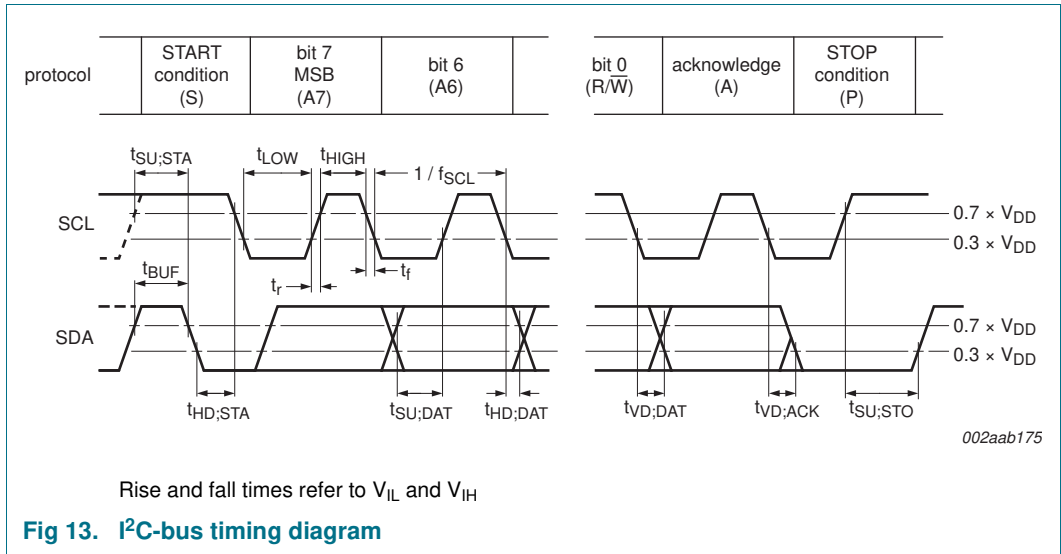 protocol
START
condition
(S)
bit 7
MSB
(A7)
bit 6
(A6)
bit 0
(R/W̅)
acknowledge
(A)
STOP
condition
(P)
tSU;STA
tLOW
tHIGH
1 / fSCL
SCL
0.7 × VDD
0.3 × VDD
tBUF
tr
tf
SDA
0.7 × VDD
0.3 × VDD
tHD;STA
tSU;DAT
tHD;DAT
tVD;DAT
tVD;ACK
tSU;STO
002aab175
Rise and fall times refer to VIL and VIH
Fig 13. I²C-bus timing diagram